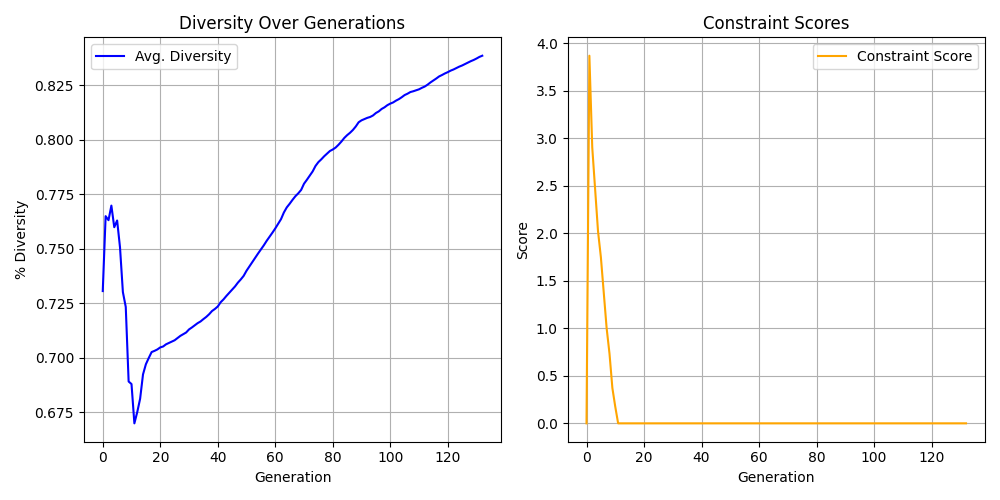 Diversity Over Generations
Avg. Diversity
% Diversity
0.825
0.800
0.775
0.750
0.725
0.700
0.675
0 20 40 60 80 100 120
Generation
Constraint Scores
Constraint Score
Score
4.0
3.5
3.0
2.5
2.0
1.5
1.0
0.5
0.0
0 20 40 60 80 100 120
Generation